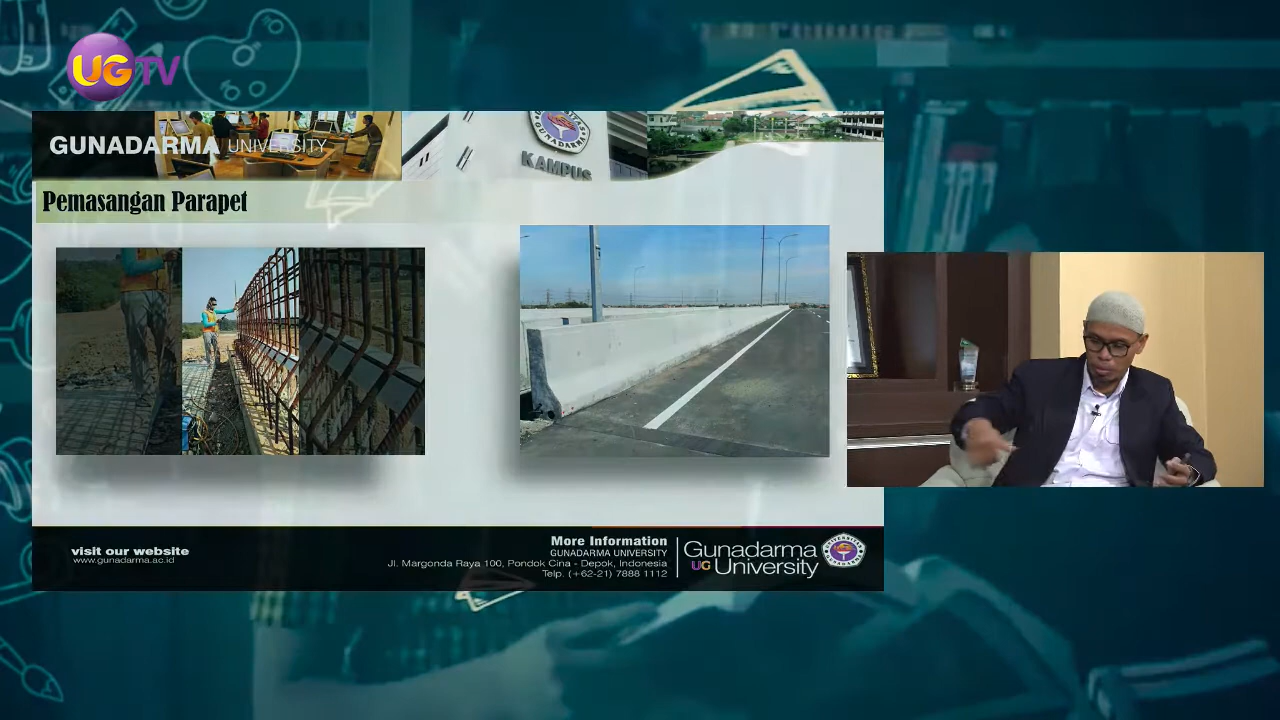 UGTV
GUNADARMA UNIVERSITY
GUNADARMA
KAMPUS
Pemasangan Parapet
visit our website
www.gunadarma.ac.id
More Information
GUNADARMA UNIVERSITY
Jl. Margonda Raya 100, Pondok Cina - Depok, Indonesia
Telp. (+62-21) 7888 1112
Gunadarma
UG University